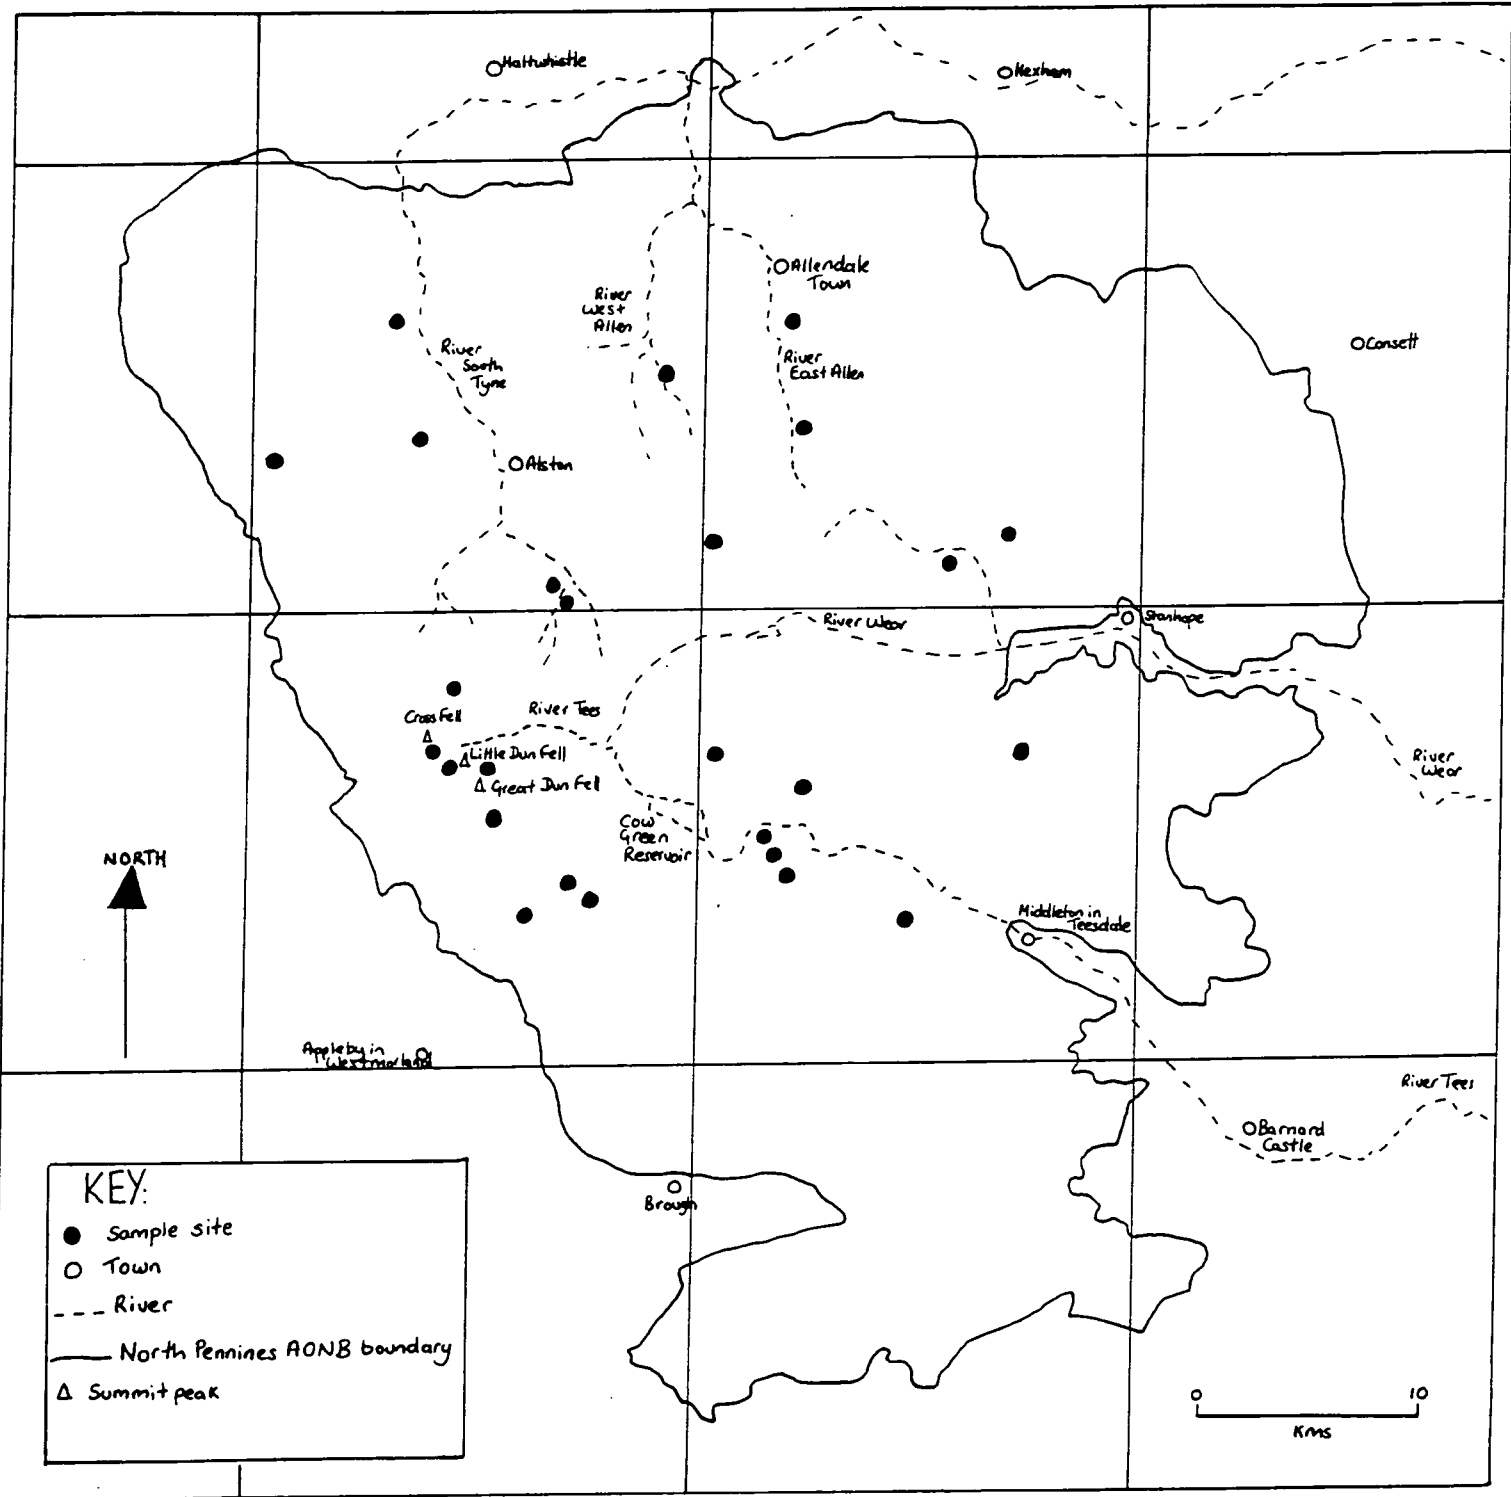 Haltwhistle
Hexham
Allendale
Town
River
West
Allen
River
South
Tyne
River
East Allen
Consett
Alston
River Wear
Stanhope
Cross Fell
River Tees
Little Dun Fell
Great Dun Fell
River
Wear
Cow
Green
Reservoir
NORTH
Middleton in
Teesdale
Appleby in
Westmorland
River Tees
Barnard
Castle
Brough
KEY:
Sample site
Town
River
North Pennines AONB boundary
Summit peak
0 10
Kms